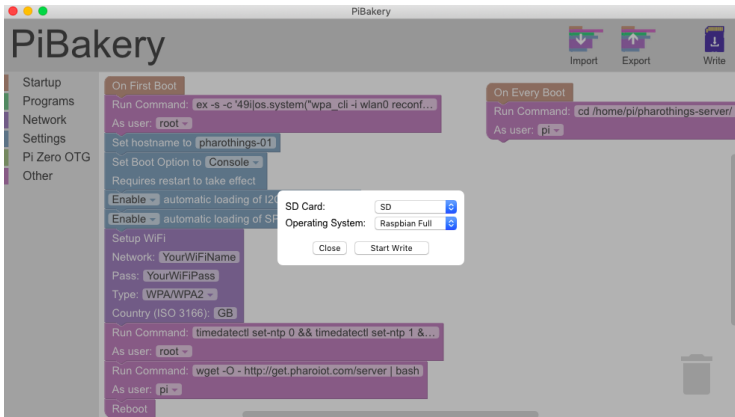 PiBakery
PiBakery
Import
Export
Write
Startup
Programs
Network
Settings
Pi Zero OTG
Other
On First Boot
Run Command: ex -s -c '49i|os.system("wpa_cli -i wlan0 reconf...
As user: root
Set hostname to pharothings-01
Set Boot Option to Console
Requires restart to take effect
Enable automatic loading of I2C
Enable automatic loading of SP
Setup WiFi
Network: YourWiFiName
Pass: YourWiFiPass
Type: WPA/WPA2
Country (ISO 3166): GB
Run Command: timedatectl set-ntp 0 && timedatectl set-ntp 1 &...
As user: root
Run Command: wget -O - http://get.pharoiot.com/server | bash
As user: pi
Reboot
On Every Boot
Run Command: cd /home/pi/pharothings-server/
As user: pi
SD Card: SD
Operating System: Raspbian Full
Close Start Write